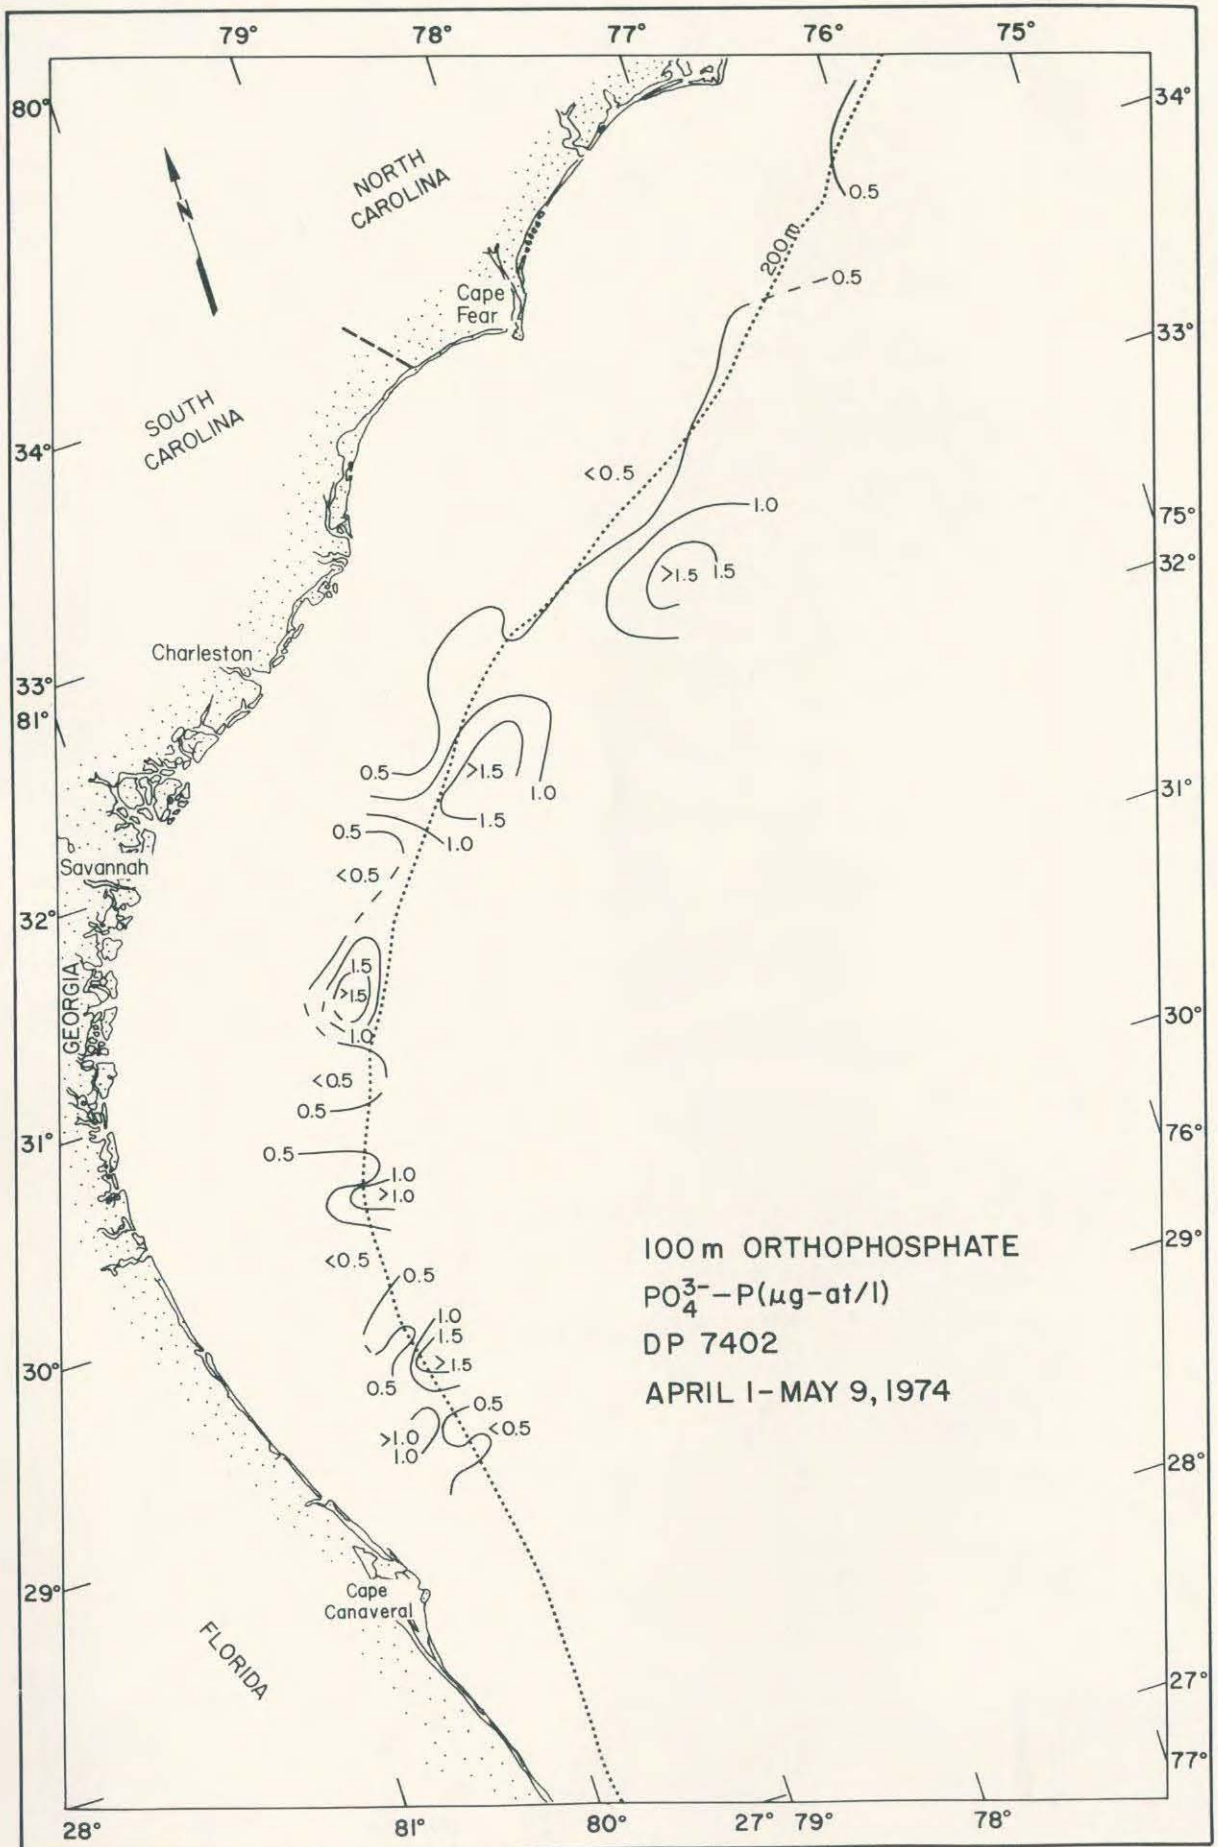 79° 78° 77° 76° 75°
80°
34°
N
NORTH
CAROLINA
0.5
200m
0.5
Cape
Fear
33°
SOUTH
CAROLINA
34°
<0.5
1.0
75°
>1.5 1.5
32°
Charleston
33°
81°
0.5
>1.5
1.0
31°
1.5
0.5
1.0
Savannah
<0.5
32°
GEORGIA
1.5
>1.5
30°
1.0
<0.5
0.5
31°
76°
0.5
1.0
>1.0
100m ORTHOPHOSPHATE
29°
<0.5
0.5
PO₄³⁻–P(µg-at/l)
1.0
1.5
DP 7402
>1.5
30°
0.5
APRIL 1–MAY 9, 1974
0.5
<0.5
>1.0
1.0
28°
29°
Cape
Canaveral
FLORIDA
27°
77°
28° 81° 80° 27° 79° 78°